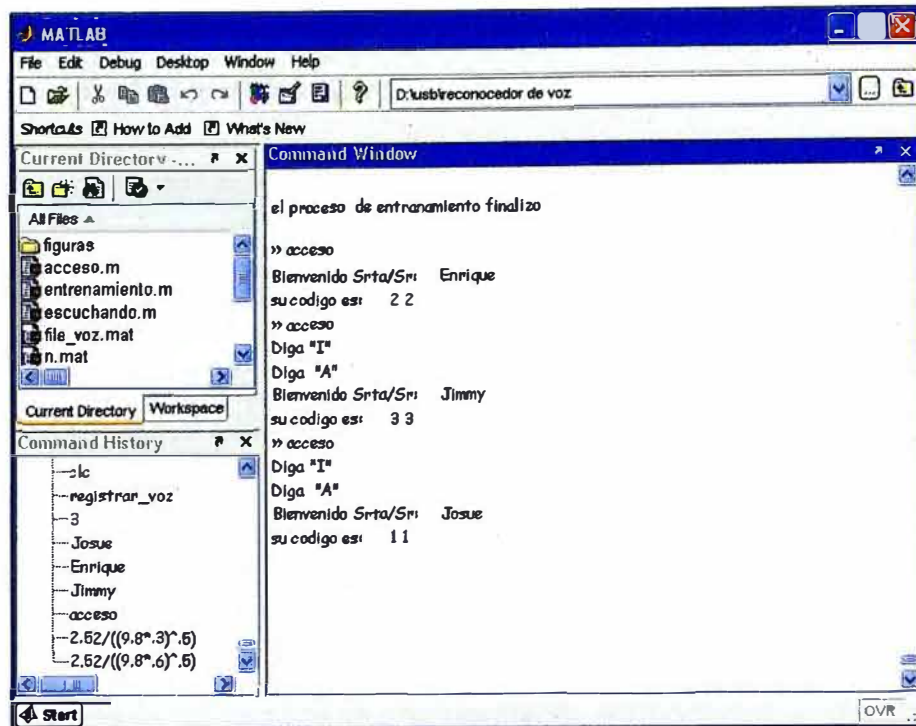 MATLAB
File Edit Debug Desktop Window Help
D:\usb\reconocedor de voz
Shortcuts How to Add What's New
Current Directory -...
All Files
figuras
acceso.m
entrenamiento.m
escuchando.m
file_voz.mat
n.mat
Current Directory Workspace
Command History
clc
registrar_voz
3
Josue
Enrique
Jimmy
acceso
2.52/((9.8*.3)^.5)
2.52/((9.8*.6)^.5)
Command Window
el proceso de entranamiento finalizo
>> acceso
Bienvenido Srta/Sr: Enrique
su codigo es: 2 2
>> acceso
Diga "I"
Diga "A"
Bienvenido Srta/Sr: Jimmy
su codigo es: 3 3
>> acceso
Diga "I"
Diga "A"
Bienvenido Srta/Sr: Josue
su codigo es: 1 1
Start
OVR